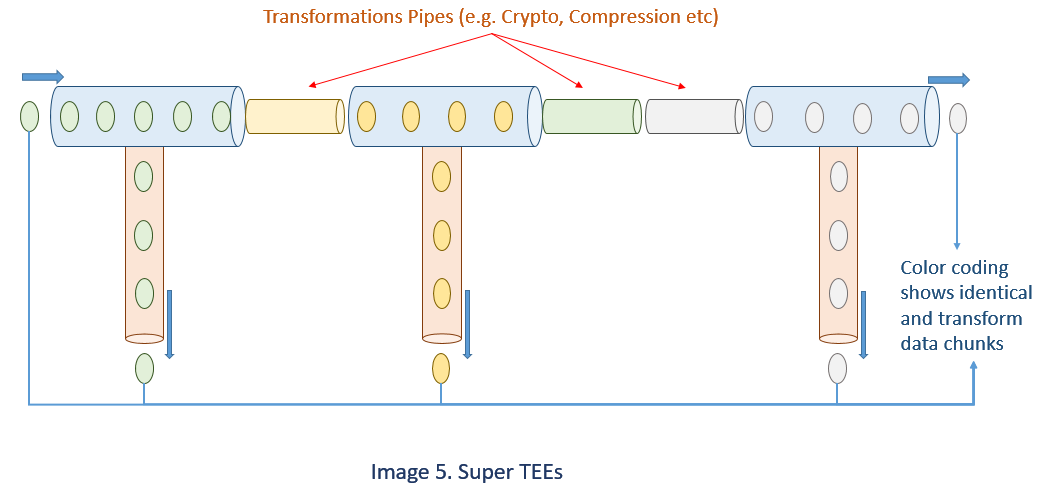 Transformations Pipes (e.g. Crypto, Compression etc)
Color coding
shows identical
and transform
data chunks
Image 5. Super TEEs